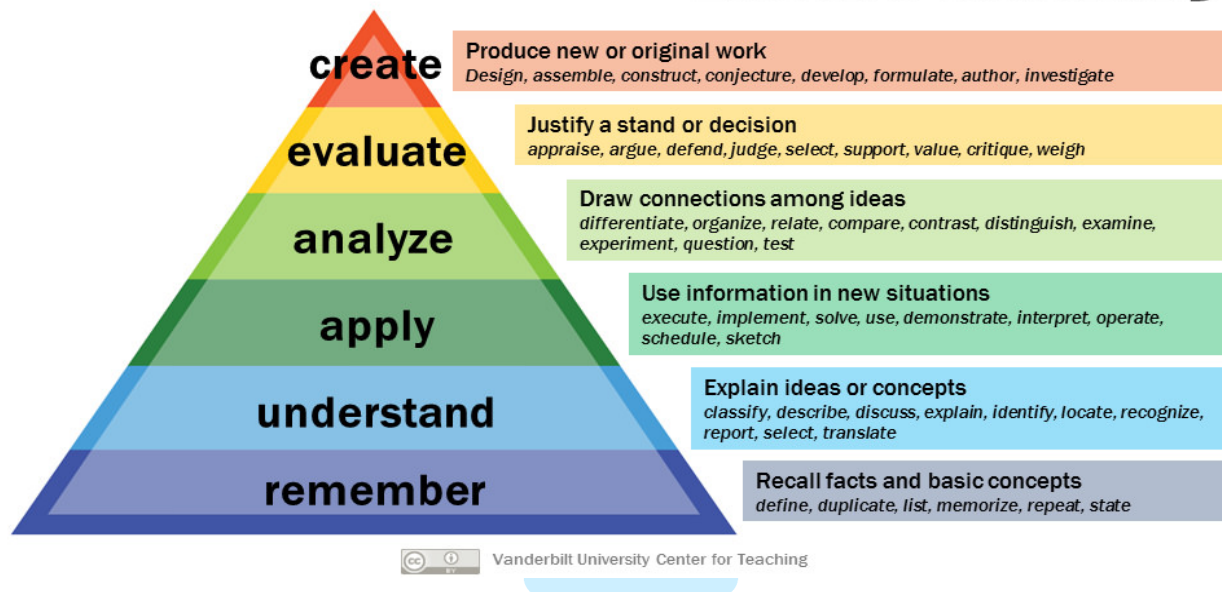 create
Produce new or original work
Design, assemble, construct, conjecture, develop, formulate, author, investigate
evaluate
Justify a stand or decision
appraise, argue, defend, judge, select, support, value, critique, weigh
analyze
Draw connections among ideas
differentiate, organize, relate, compare, contrast, distinguish, examine,
experiment, question, test
apply
Use information in new situations
execute, implement, solve, use, demonstrate, interpret, operate,
schedule, sketch
understand
Explain ideas or concepts
classify, describe, discuss, explain, identify, locate, recognize,
report, select, translate
remember
Recall facts and basic concepts
define, duplicate, list, memorize, repeat, state
cc BY Vanderbilt University Center for Teaching